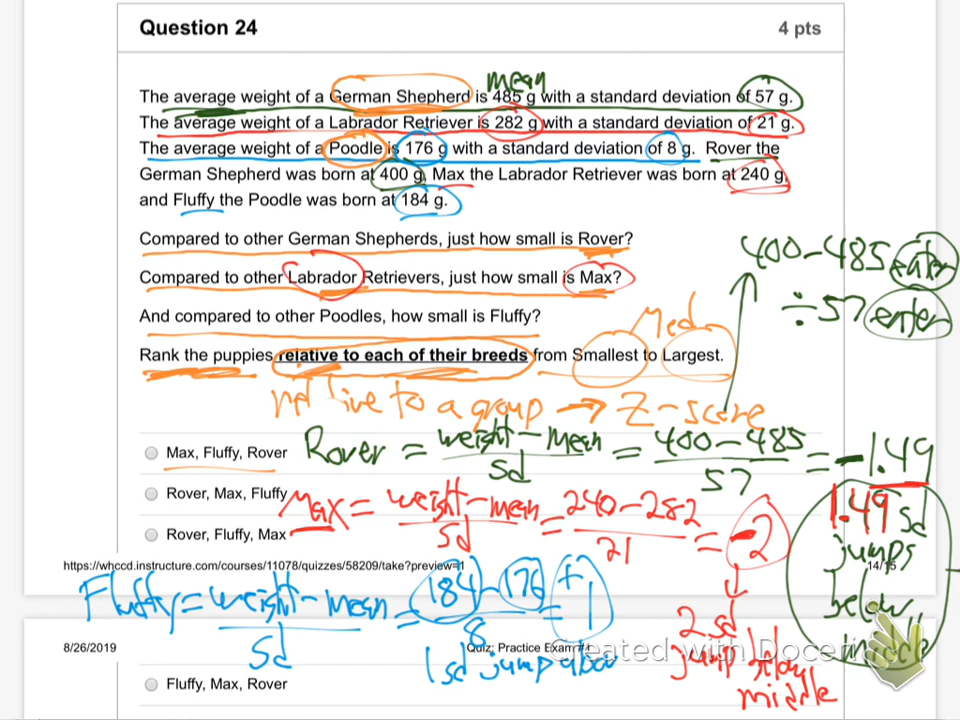 Question 24
4 pts
mean
The average weight of a German Shepherd is 485 g with a standard deviation of 57 g.
The average weight of a Labrador Retriever is 282 g with a standard deviation of 21 g.
The average weight of a Poodle is 176 g with a standard deviation of 8 g. Rover the
German Shepherd was born at 400 g, Max the Labrador Retriever was born at 240 g,
and Fluffy the Poodle was born at 184 g.
Compared to other German Shepherds, just how small is Rover?
400-485 enter
Compared to other Labrador Retrievers, just how small is Max?
÷57 enter
And compared to other Poodles, how small is Fluffy?
Med
Rank the puppies relative to each of their breeds from Smallest to Largest.
to a group → Z-score
Max, Fluffy, Rover
Rover = weight-mean / sd = 400-485 / 57 = -1.49
Rover, Max, Fluffy
Max = weight-mean / sd = 240-282 / 21 = -2
1.49 sd
jumps
below
middle
Rover, Fluffy, Max
https://whccd.instructure.com/courses/11078/quizzes/58209/take?preview=1
14/15
Fluffy = weight-mean / sd = 184-176 / 8 = +1
2 sd
jump below
middle
8/26/2019
Quiz: Practice Exam #1
1 sd jump above
Created with Doceri
Fluffy, Max, Rover